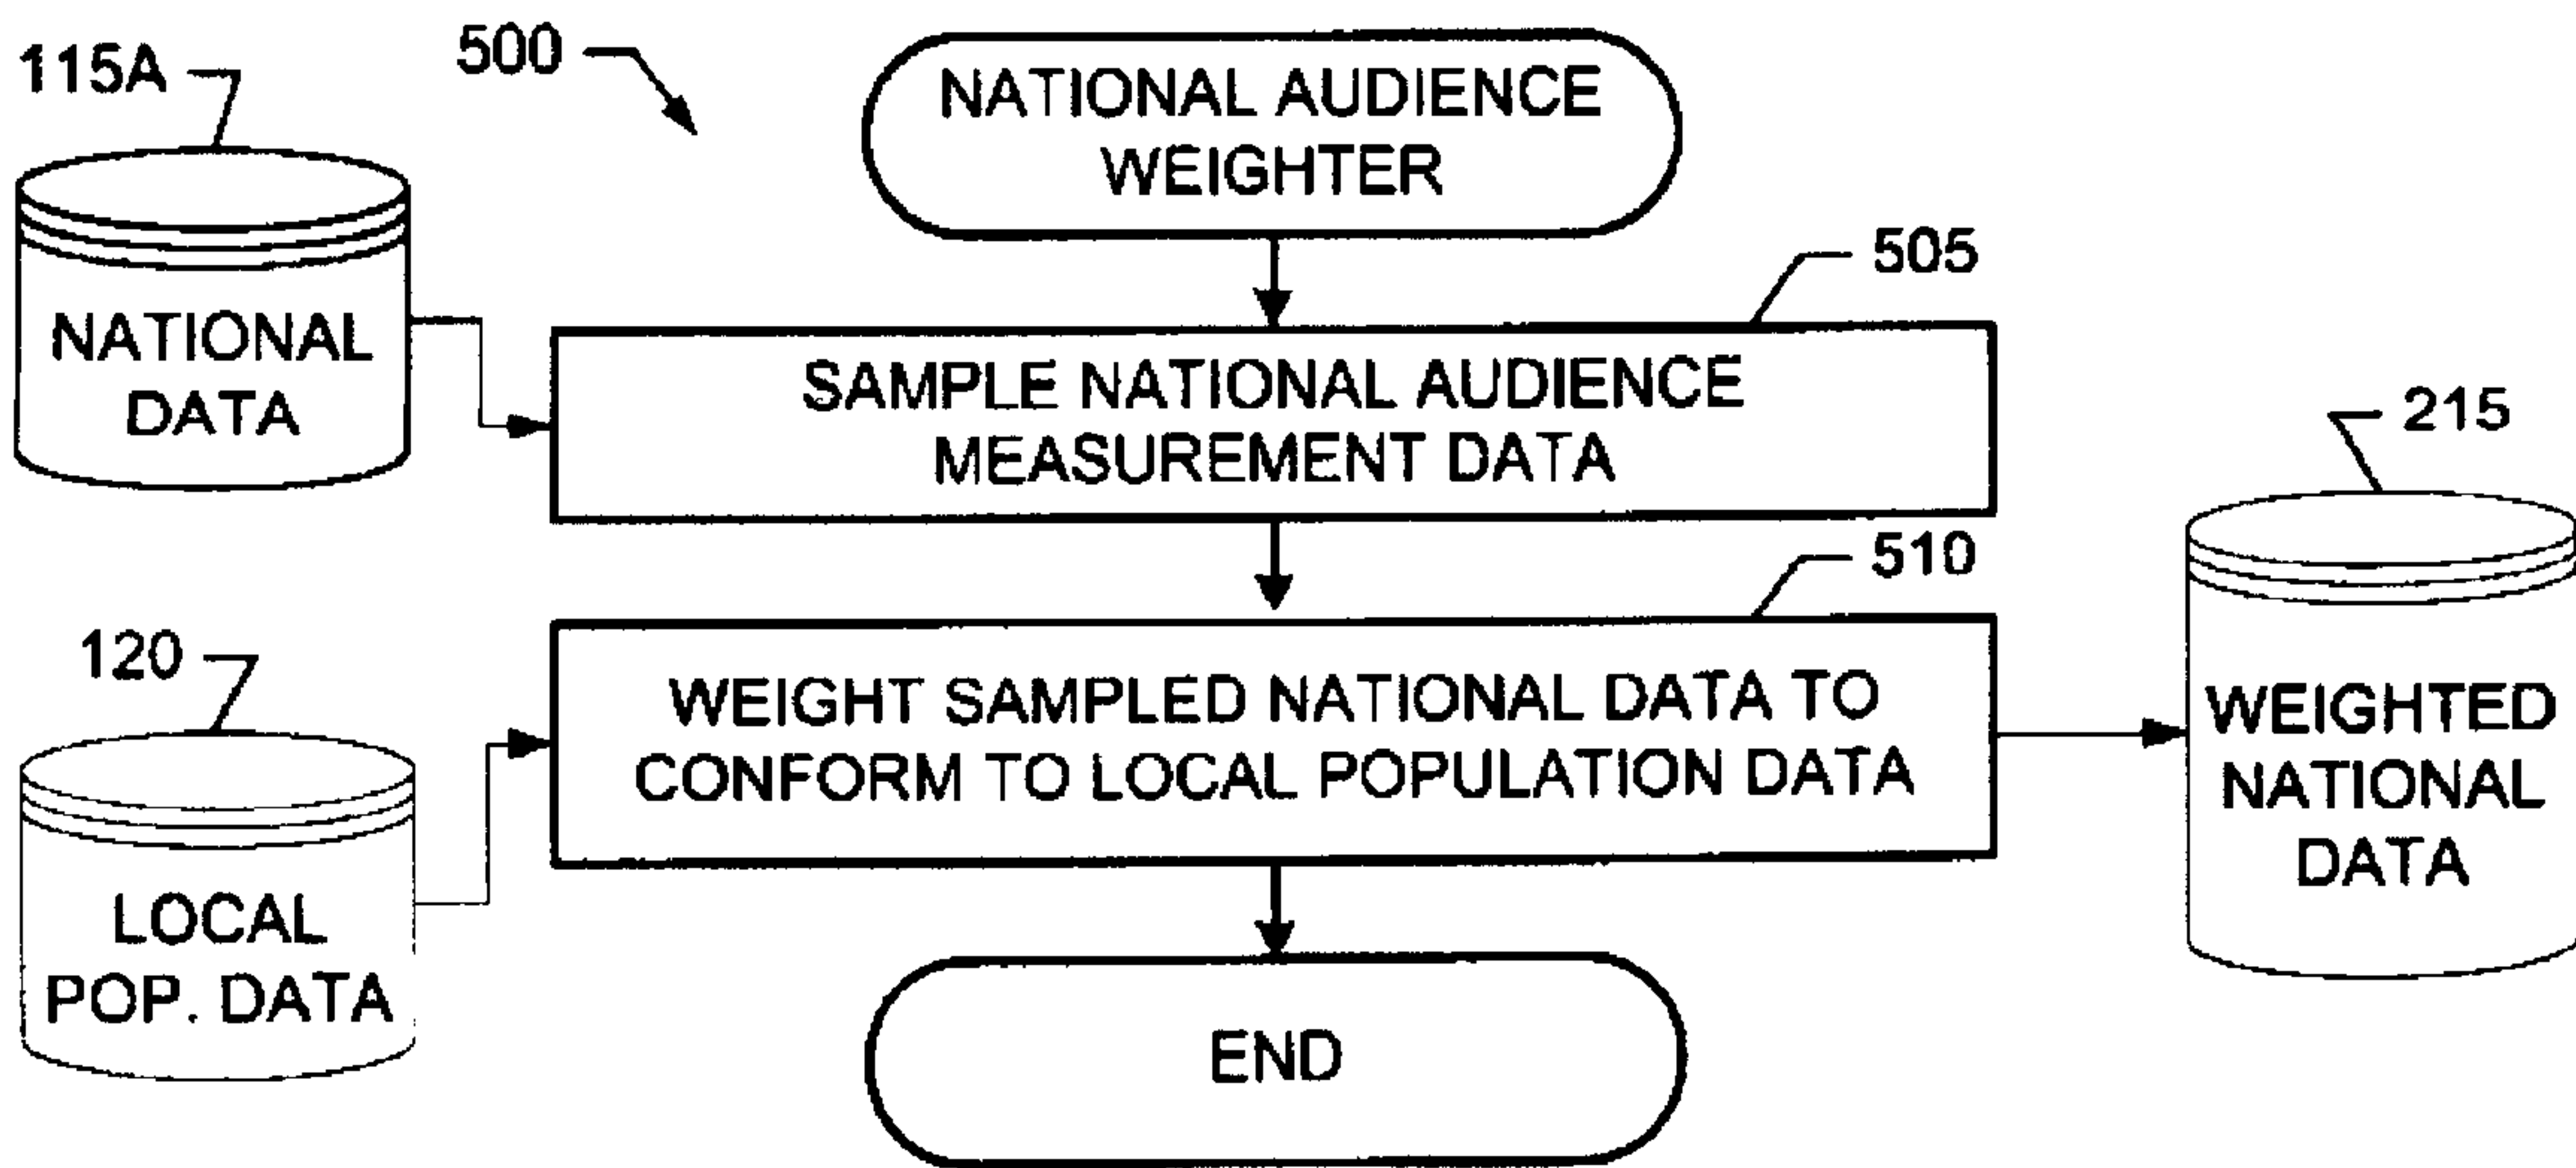 500
NATIONAL AUDIENCE
WEIGHTER
115A
NATIONAL
DATA
505
SAMPLE NATIONAL AUDIENCE
MEASUREMENT DATA
510
120
LOCAL
POP. DATA
WEIGHT SAMPLED NATIONAL DATA TO
CONFORM TO LOCAL POPULATION DATA
215
WEIGHTED
NATIONAL
DATA
END